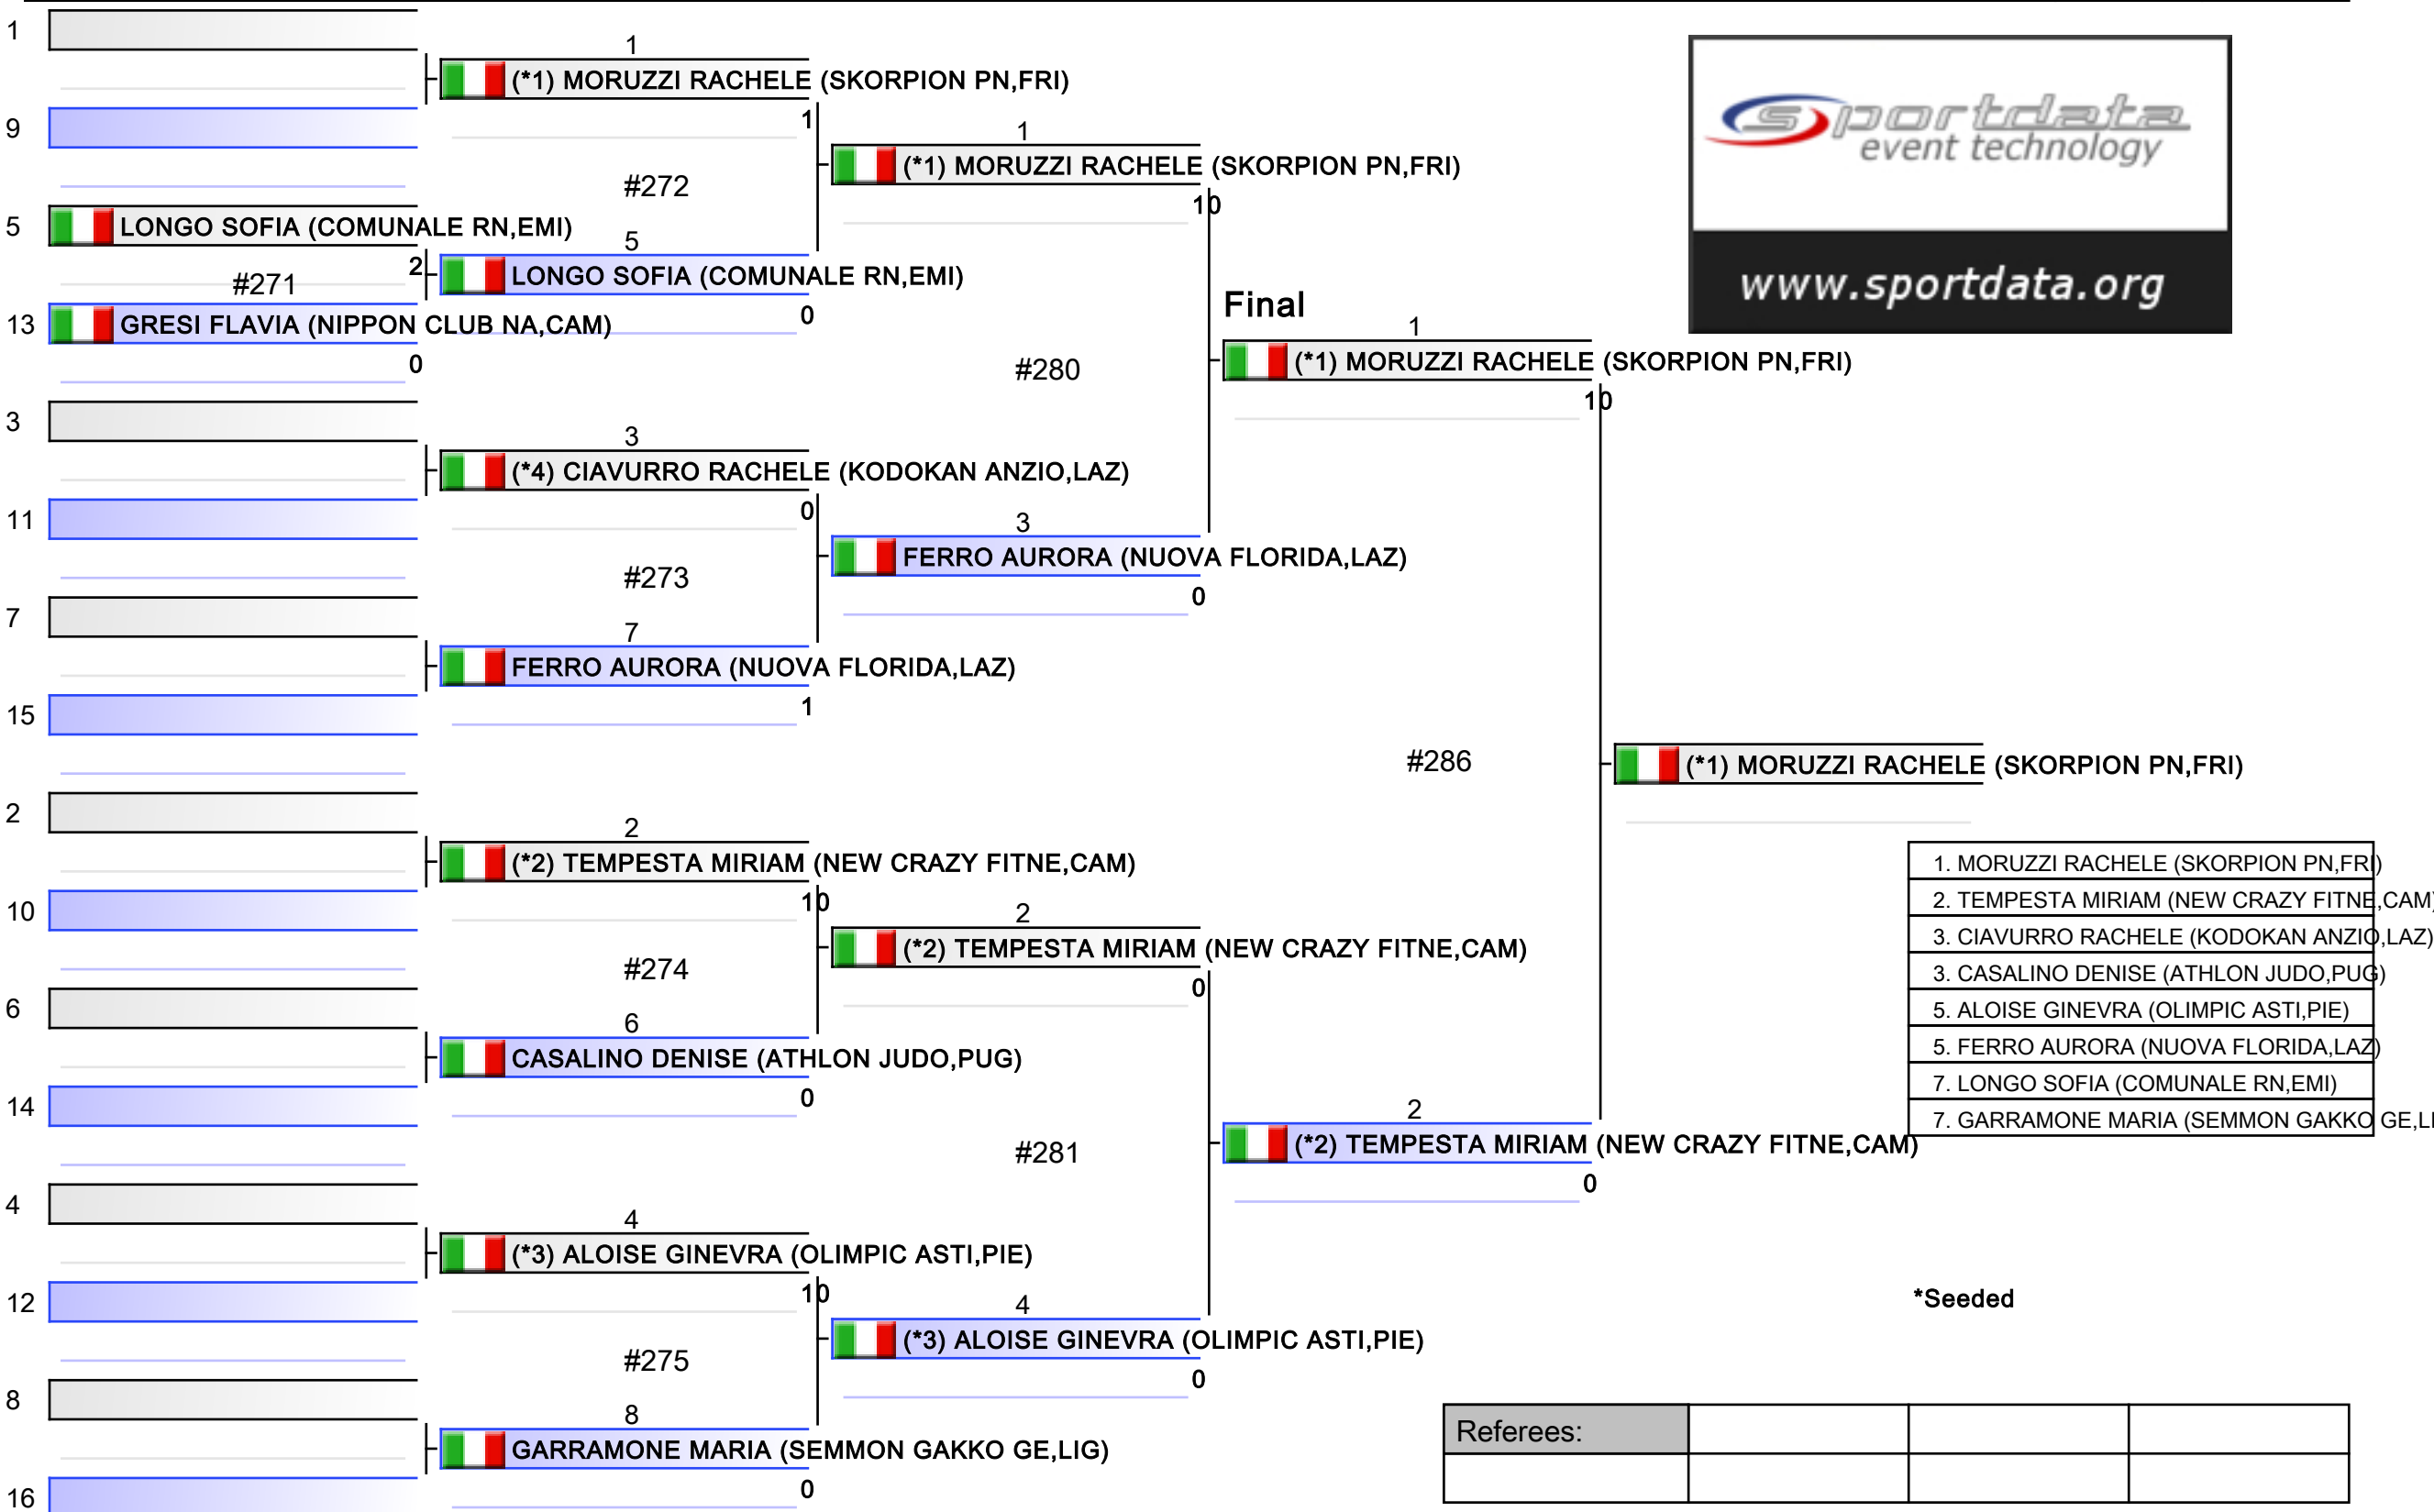 1
1
(*1) MORUZZI RACHELE (SKORPION PN,FRI)
sportdata
event technology
www.sportdata.org
9
1
1
(*1) MORUZZI RACHELE (SKORPION PN,FRI)
#272
10
5
LONGO SOFIA (COMUNALE RN,EMI)
5
2
LONGO SOFIA (COMUNALE RN,EMI)
#271
0
13
GRESI FLAVIA (NIPPON CLUB NA,CAM)
0
Final
1
(*1) MORUZZI RACHELE (SKORPION PN,FRI)
#280
10
3
3
(*4) CIAVURRO RACHELE (KODOKAN ANZIO,LAZ)
0
11
3
FERRO AURORA (NUOVA FLORIDA,LAZ)
#273
0
7
7
FERRO AURORA (NUOVA FLORIDA,LAZ)
1
15
#286
(*1) MORUZZI RACHELE (SKORPION PN,FRI)
2
2
(*2) TEMPESTA MIRIAM (NEW CRAZY FITNE,CAM)
10
10
2
(*2) TEMPESTA MIRIAM (NEW CRAZY FITNE,CAM)
#274
0
6
6
CASALINO DENISE (ATHLON JUDO,PUG)
0
14
1. MORUZZI RACHELE (SKORPION PN,FRI)
2. TEMPESTA MIRIAM (NEW CRAZY FITNE,CAM)
3. CIAVURRO RACHELE (KODOKAN ANZIO,LAZ)
3. CASALINO DENISE (ATHLON JUDO,PUG)
5. ALOISE GINEVRA (OLIMPIC ASTI,PIE)
5. FERRO AURORA (NUOVA FLORIDA,LAZ)
7. LONGO SOFIA (COMUNALE RN,EMI)
7. GARRAMONE MARIA (SEMMON GAKKO GE,LI
#281
2
(*2) TEMPESTA MIRIAM (NEW CRAZY FITNE,CAM)
0
4
4
(*3) ALOISE GINEVRA (OLIMPIC ASTI,PIE)
10
12
4
(*3) ALOISE GINEVRA (OLIMPIC ASTI,PIE)
#275
0
*Seeded
8
8
GARRAMONE MARIA (SEMMON GAKKO GE,LIG)
0
16
Referees: